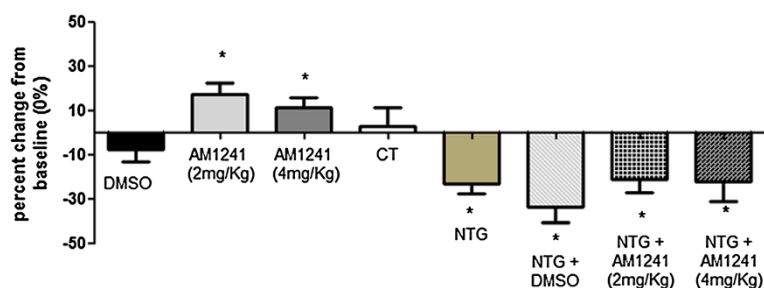 percent change from
baseline (0%)
50
30
10
-10
-30
-50
*
*
DMSO
AM1241
(2mg/Kg)
AM1241
(4mg/Kg)
CT
*
NTG
*
NTG +
DMSO
*
NTG +
AM1241
(2mg/Kg)
*
NTG +
AM1241
(4mg/Kg)